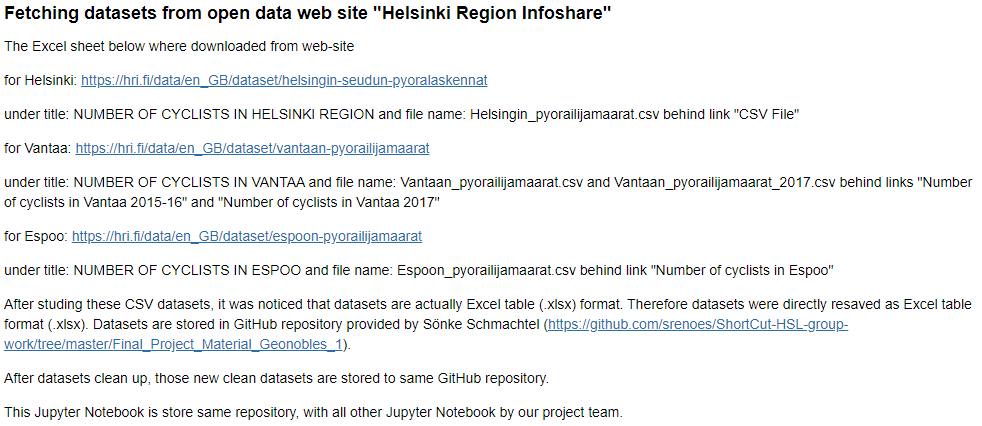 Fetching datasets from open data web site "Helsinki Region Infoshare"
The Excel sheet below where downloaded from web-site
for Helsinki: https://hri.fi/data/en_GB/dataset/helsingin-seudun-pyoralaskennat
under title: NUMBER OF CYCLISTS IN HELSINKI REGION and file name: Helsingin_pyorailijamaarat.csv behind link "CSV File"
for Vantaa: https://hri.fi/data/en_GB/dataset/vantaan-pyorailijamaarat
under title: NUMBER OF CYCLISTS IN VANTAA and file name: Vantaan_pyorailijamaarat.csv and Vantaan_pyorailijamaarat_2017.csv behind links "Number
of cyclists in Vantaa 2015-16" and "Number of cyclists in Vantaa 2017"
for Espoo: https://hri.fi/data/en_GB/dataset/espoon-pyorailijamaarat
under title: NUMBER OF CYCLISTS IN ESPOO and file name: Espoon_pyorailijamaarat.csv behind link "Number of cyclists in Espoo"
After studing these CSV datasets, it was noticed that datasets are actually Excel table (.xlsx) format. Therefore datasets were directly resaved as Excel table
format (.xlsx). Datasets are stored in GitHub repository provided by Sönke Schmachtel (https://github.com/srenoes/ShortCut-HSL-group-
work/tree/master/Final_Project_Material_Geonobles_1).
After datasets clean up, those new clean datasets are stored to same GitHub repository.
This Jupyter Notebook is store same repository, with all other Jupyter Notebook by our project team.